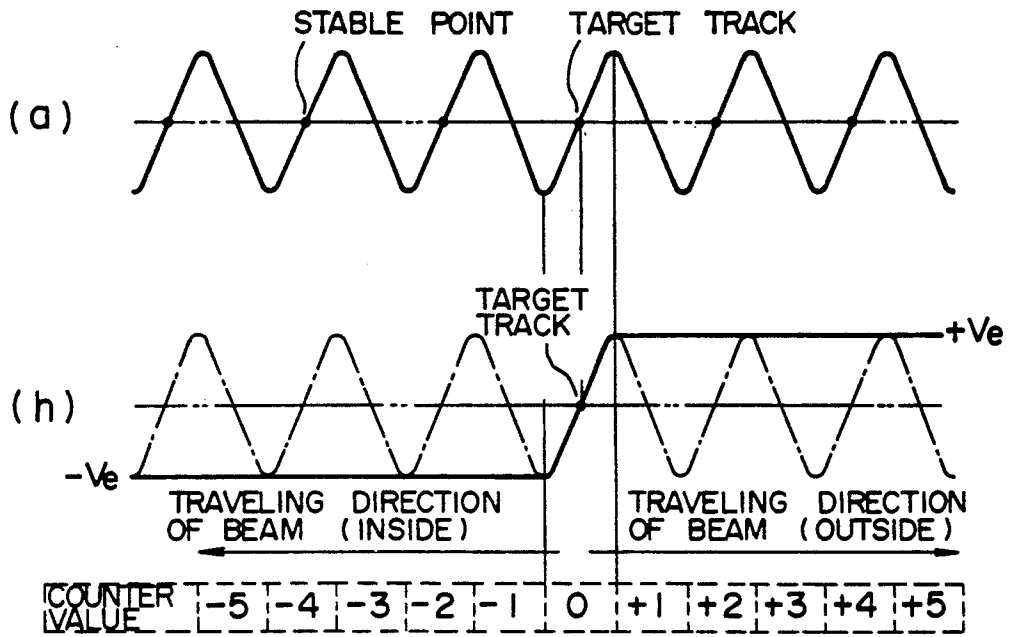 STABLE POINT TARGET TRACK
(a)
TARGET
TRACK
+Ve
(h)
-Ve
TRAVELING DIRECTION
OF BEAM (INSIDE)
TRAVELING DIRECTION
OF BEAM (OUTSIDE)
COUNTER
VALUE
-5 -4 -3 -2 -1 0 +1 +2 +3 +4 +5